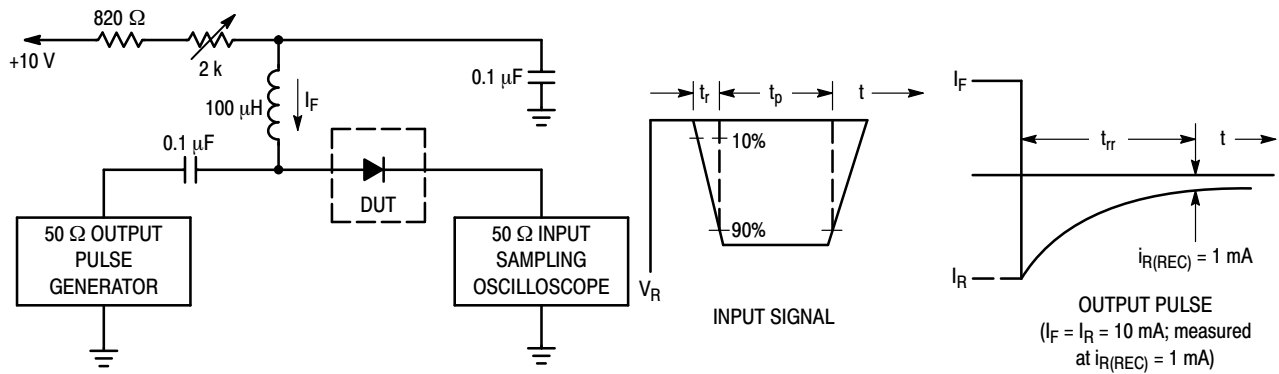 820 Ω
+10 V
2 k
0.1 μF
100 μH
I_F
0.1 μF
DUT
50 Ω OUTPUT
PULSE
GENERATOR
50 Ω INPUT
SAMPLING
OSCILLOSCOPE
t_r
t_p
t
10%
90%
V_R
INPUT SIGNAL
I_F
t_rr
t
I_R
i_R(REC) = 1 mA
OUTPUT PULSE
(I_F = I_R = 10 mA; measured
at i_R(REC) = 1 mA)